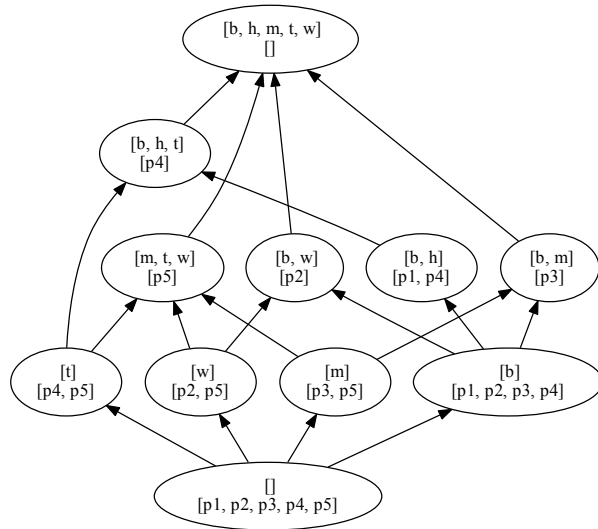 [b, h, m, t, w]
[]
[b, h, t]
[p4]
[m, t, w]
[p5]
[b, w]
[p2]
[b, h]
[p1, p4]
[b, m]
[p3]
[t]
[p4, p5]
[w]
[p2, p5]
[m]
[p3, p5]
[b]
[p1, p2, p3, p4]
[]
[p1, p2, p3, p4, p5]